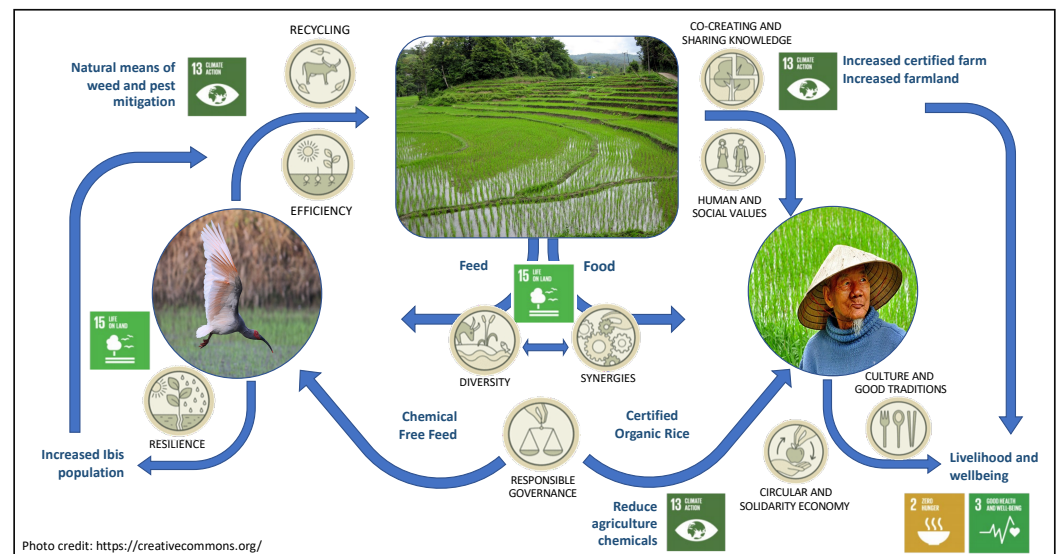 RECYCLING
Natural means of
weed and pest
mitigation
13 CLIMATE
ACTION
EFFICIENCY
CO-CREATING AND
SHARING KNOWLEDGE
13 CLIMATE
ACTION
Increased certified farm
Increased farmland
HUMAN AND
SOCIAL VALUES
Feed
15 LIFE
ON LAND
Food
15 LIFE
ON LAND
DIVERSITY
SYNERGIES
RESILIENCE
Increased Ibis
population
Chemical
Free Feed
RESPONSIBLE
GOVERNANCE
Certified
Organic Rice
CULTURE AND
GOOD TRADITIONS
CIRCULAR AND
SOLIDARITY ECONOMY
Livelihood and
wellbeing
Reduce
agriculture
chemicals
13 CLIMATE
ACTION
2 ZERO
HUNGER
3 GOOD HEALTH
AND WELL-BEING
Photo credit: https://creativecommons.org/